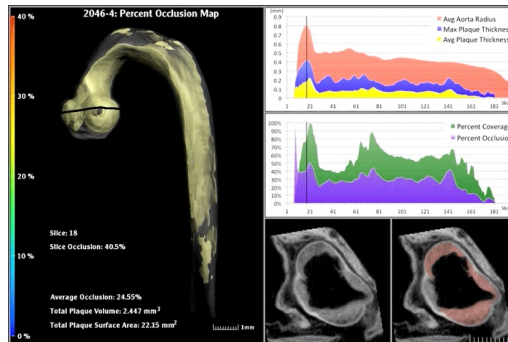 2046-4: Percent Occlusion Map
40 %
30 %
20 %
10 %
0 %
Slice: 18
Slice Occlusion: 40.5%
Average Occlusion: 24.55%
Total Plaque Volume: 2.447 mm³
Total Plaque Surface Area: 22.15 mm²
1mm
(mm)
Avg Aorta Radius
Max Plaque Thickness
Avg Plaque Thickness
0.9
0.8
0.7
0.6
0.5
0.4
0.3
0.2
0.1
0
1 21 41 61 81 101 121 141 161 181
Percent Coverage
Percent Occlusion
100%
90%
80%
70%
60%
50%
40%
30%
20%
10%
0%
1 21 41 61 81 101 121 141 161 181